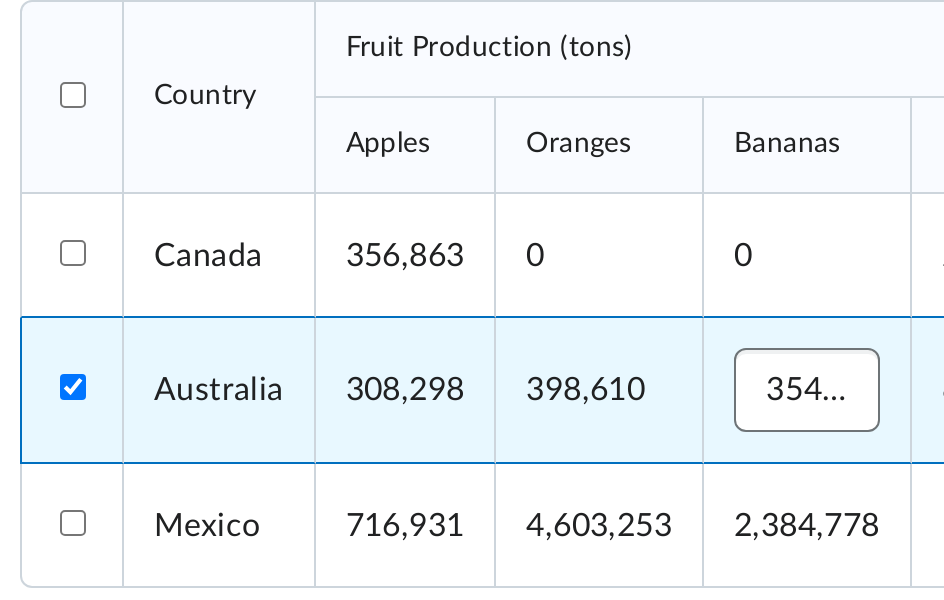 Fruit Production (tons)
Country
Apples Oranges Bananas
Canada 356,863 0 0
Australia 308,298 398,610 354...
Mexico 716,931 4,603,253 2,384,778